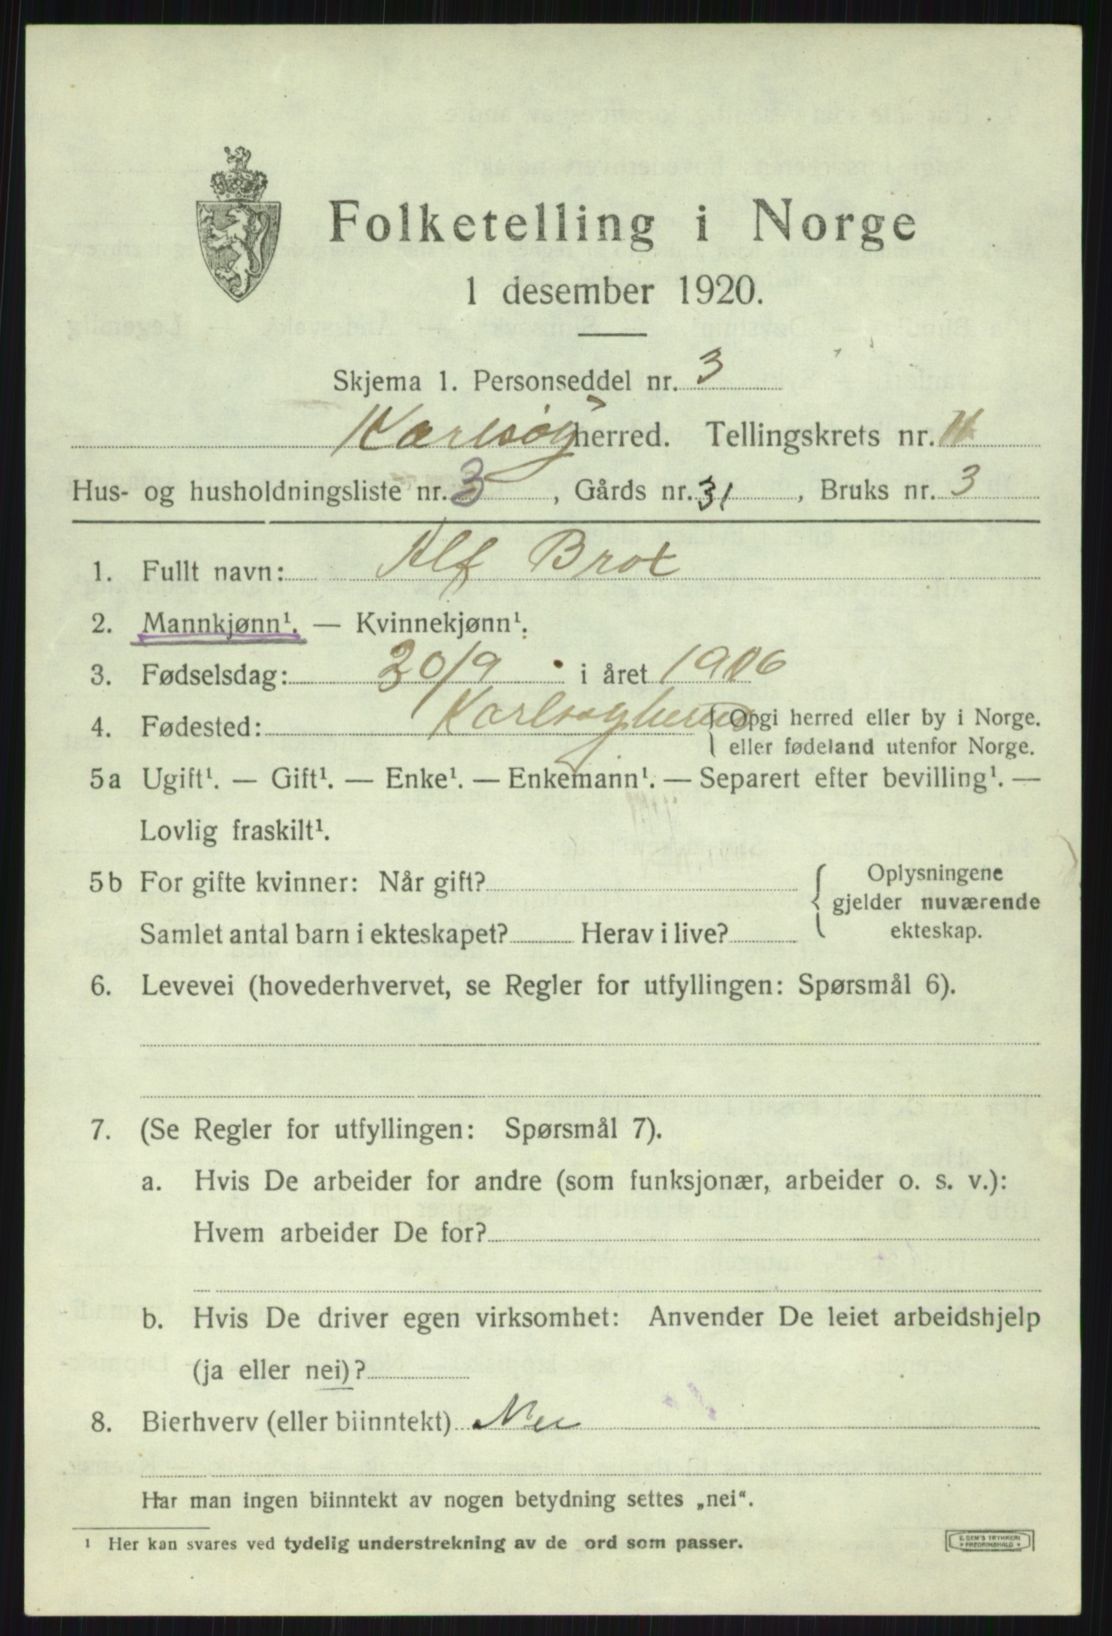 Folketelling i Norge
1 desember 1920.
Skjema 1. Personseddel nr. 3
Karlsøy herred. Tellingskrets nr. 11
Hus- og husholdningsliste nr. 3, Gårds nr. 31, Bruks nr. 3
1. Fullt navn: Alf Brox
2. Mannkjønn¹. — Kvinnekjønn¹.
3. Fødselsdag: 30/9 i året 1906
4. Fødested: Karlsøyherred { Opgi herred eller by i Norge.
eller fødeland utenfor Norge.
5a Ugift¹. — Gift¹. — Enke¹. — Enkemann¹. — Separert efter bevilling¹. —
Lovlig fraskilt¹.
5b For gifte kvinner: Når gift? { Oplysningene
gjelder nuværende
Samlet antal barn i ekteskapet? Herav i live? ekteskap.
6. Levevei (hovederhvervet, se Regler for utfyllingen: Spørsmål 6).
7. (Se Regler for utfyllingen: Spørsmål 7).
a. Hvis De arbeider for andre (som funksjonær, arbeider o. s. v.):
Hvem arbeider De for?
b. Hvis De driver egen virksomhet: Anvender De leiet arbeidshjelp
(ja eller nei)?
8. Bierhverv (eller biinntekt) Nei
Har man ingen biinntekt av nogen betydning settes „nei“.
¹ Her kan svares ved tydelig understrekning av de ord som passer.